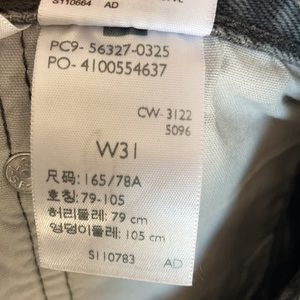 S110664 AD
PC9- 56327-0325
PO- 4100554637
CW- 3122
5096
W31
尺码: 165/78A
호칭: 79-105
허리둘레: 79 cm
엉덩이둘레: 105 cm
S110783 AD